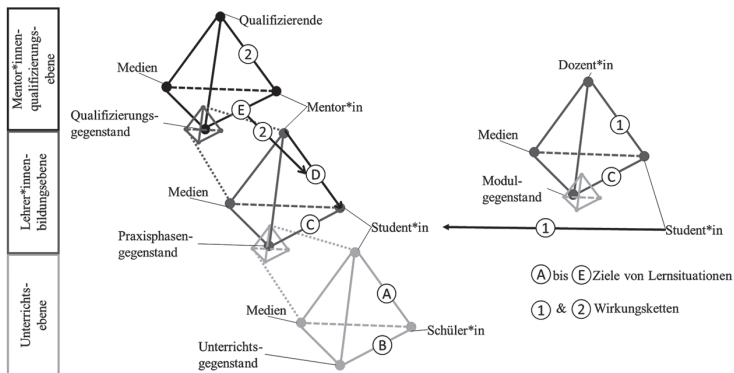 Mentor*innen-
qualifizierungs-
ebene
Lehrer*innen-
bildungsebene
Unterrichts-
ebene
Qualifizierende
2
Medien
E
Mentor*in
Qualifizierungs-
gegenstand
2
D
Medien
C
Student*in
Praxisphasen-
gegenstand
A
Medien
Schüler*in
B
Unterrichts-
gegenstand
Dozent*in
1
Medien
C
Modul-
gegenstand
Student*in
1
A bis E Ziele von Lernsituationen
1 & 2 Wirkungsketten